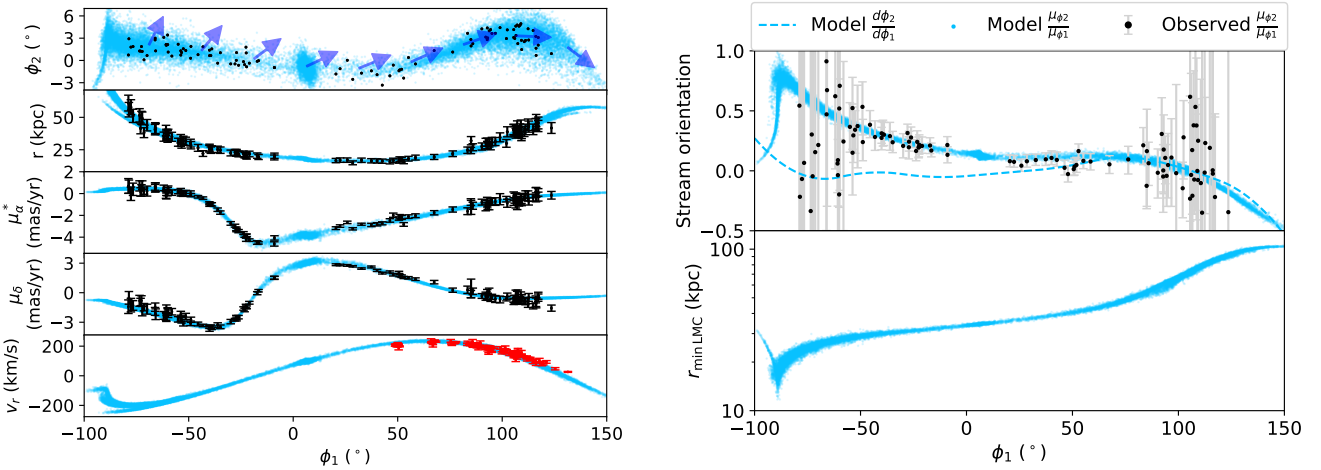 6
3
0
−3
ϕ₂ (°)
50
25
r (kpc)
2
0
−2
−4
μ*α
(mas/yr)
3
0
−3
μδ
(mas/yr)
200
0
−200
vᵣ (km/s)
−100 −50 0 50 100 150
ϕ₁ (°)
Model dϕ2/dϕ1 Model μϕ2/μϕ1 Observed μϕ2/μϕ1
1.0
0.5
0.0
−0.5
Stream orientation
100
10
r min LMC (kpc)
−100 −50 0 50 100 150
ϕ₁ (°)